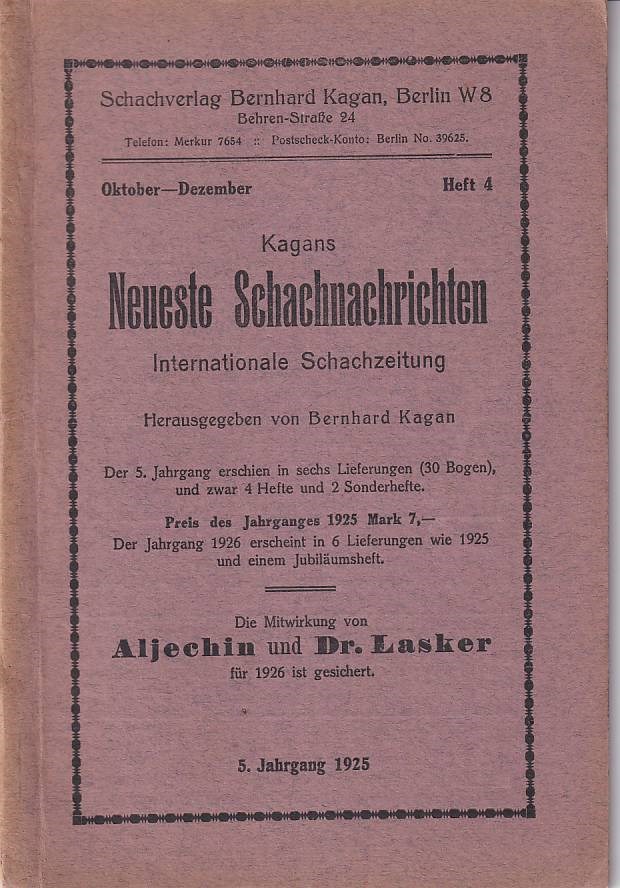 Schachverlag Bernhard Kagan, Berlin W 8
Behren-Straße 24
Telefon: Merkur 7654 :: Postscheck-Konto: Berlin No. 39625.
Oktober—Dezember Heft 4
Kagans
Neueste Schachnachrichten
Internationale Schachzeitung
Herausgegeben von Bernhard Kagan
Der 5. Jahrgang erschien in sechs Lieferungen (30 Bogen),
und zwar 4 Hefte und 2 Sonderhefte.
Preis des Jahrganges 1925 Mark 7,—
Der Jahrgang 1926 erscheint in 6 Lieferungen wie 1925
und einem Jubiläumsheft.
Die Mitwirkung von
Aljechin und Dr. Lasker
für 1926 ist gesichert.
5. Jahrgang 1925